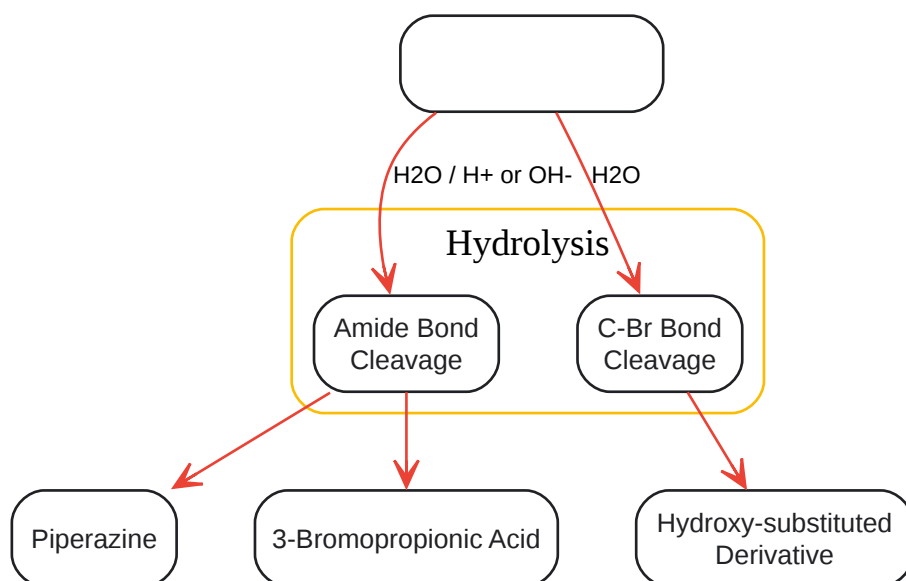 H2O / H+ or OH-
H2O
Hydrolysis
Amide Bond
Cleavage
C-Br Bond
Cleavage
Piperazine
3-Bromopropionic Acid
Hydroxy-substituted
Derivative